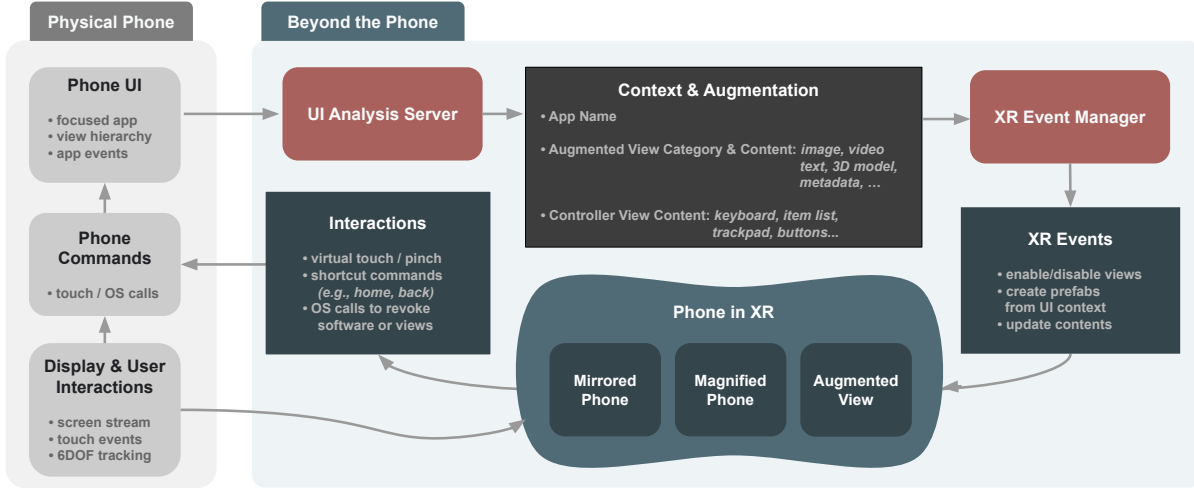 Physical Phone
Phone UI
• focused app
• view hierarchy
• app events
Phone
Commands
• touch / OS calls
Display & User
Interactions
• screen stream
• touch events
• 6DOF tracking
Beyond the Phone
UI Analysis Server
Context & Augmentation
• App Name
• Augmented View Category & Content: image, video
text, 3D model,
metadata, …
• Controller View Content: keyboard, item list,
trackpad, buttons...
XR Event Manager
Interactions
• virtual touch / pinch
• shortcut commands
(e.g., home, back)
• OS calls to revoke
software or views
XR Events
• enable/disable views
• create prefabs
from UI context
• update contents
Phone in XR
Mirrored
Phone
Magnified
Phone
Augmented
View